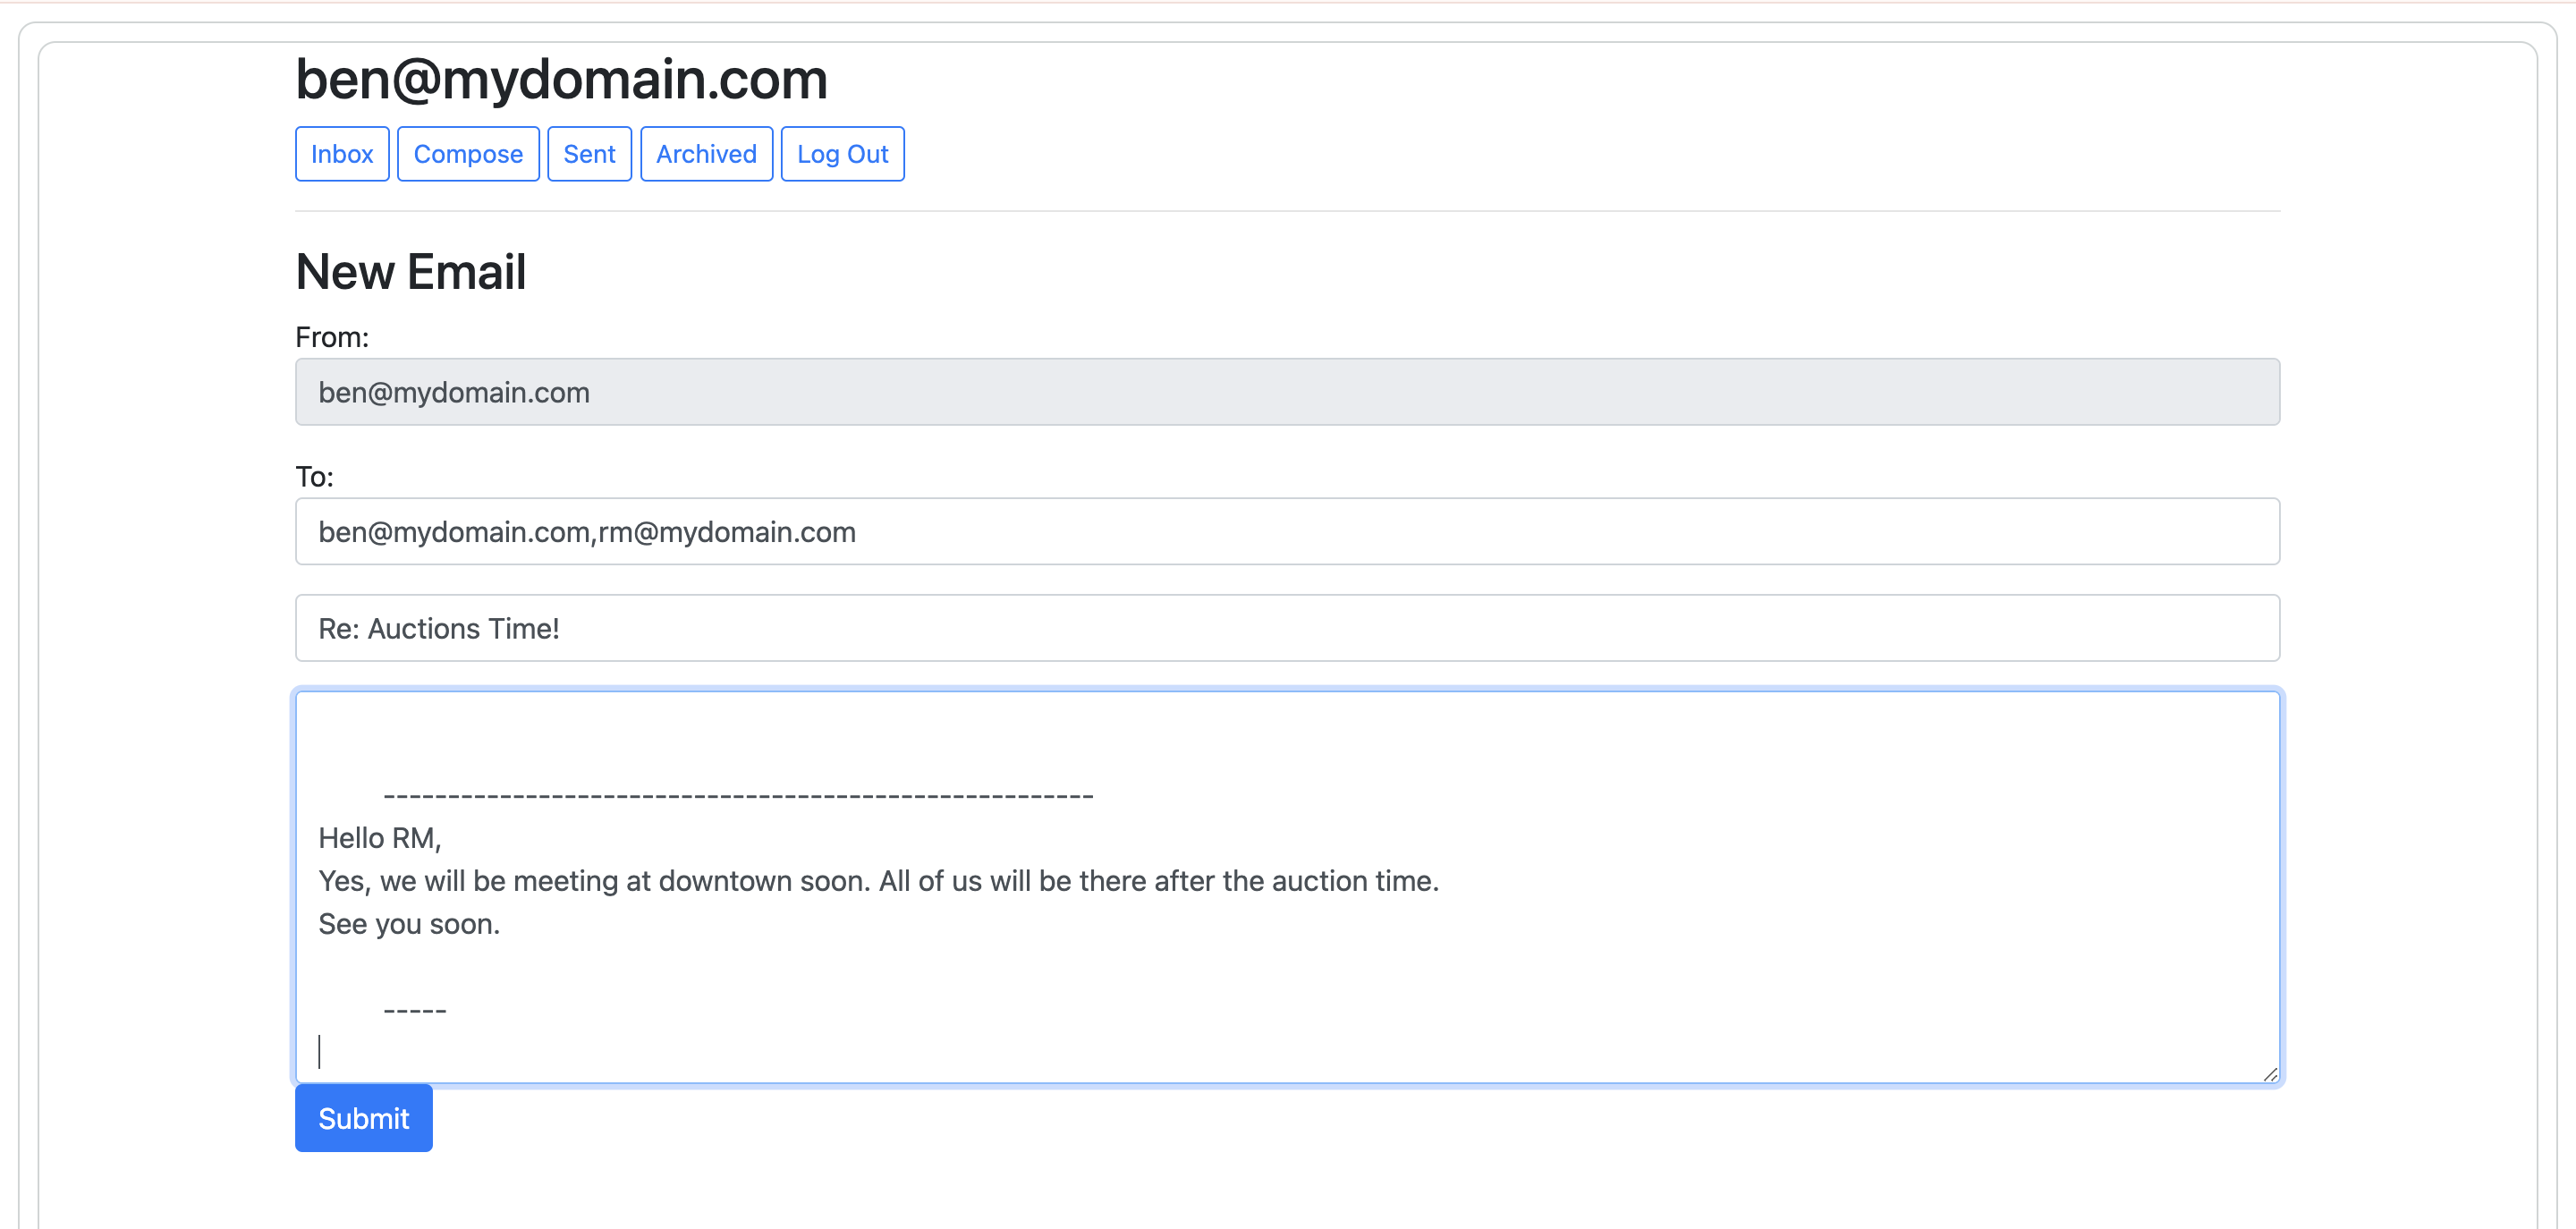 ben@mydomain.com
Inbox Compose Sent Archived Log Out
New Email
From:
ben@mydomain.com
To:
ben@mydomain.com,rm@mydomain.com
Re: Auctions Time!
-------------------------------------------------------
Hello RM,
Yes, we will be meeting at downtown soon. All of us will be there after the auction time.
See you soon.
-----
Submit